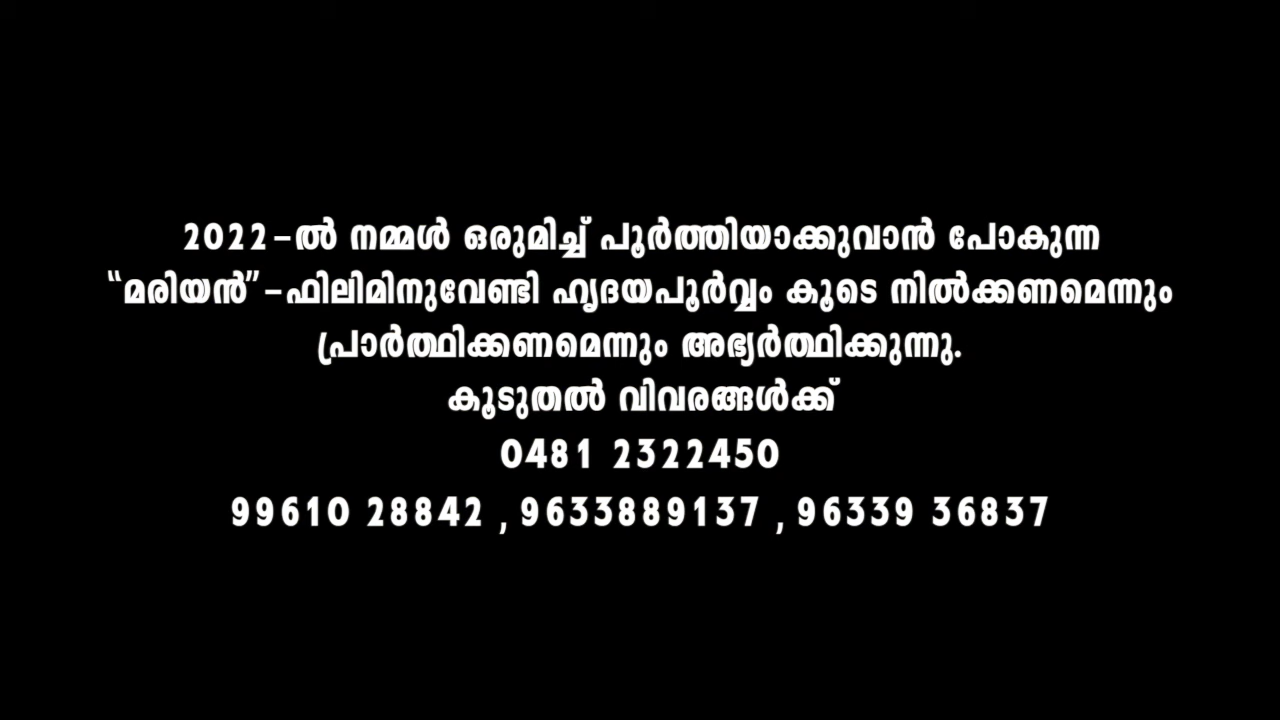 2022-ൽ നമ്മൾ ഒരുമിച്ച് പൂർത്തിയാക്കുവാൻ പോകുന്ന
“മരിയൻ”-ഫിലിമിനുവേണ്ടി ഹൃദയപൂർവ്വം കൂടെ നിൽക്കണമെന്നും
പ്രാർത്ഥിക്കണമെന്നും അഭ്യർത്ഥിക്കുന്നു.
കൂടുതൽ വിവരങ്ങൾക്ക്
0481 2322450
99610 28842 , 9633889137 , 96339 36837